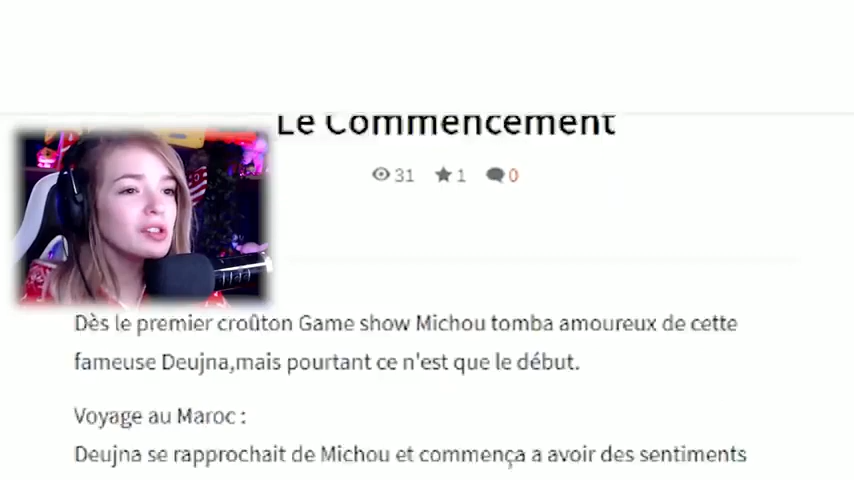 Le Commencement
31 1 0
Dès le premier croûton Game show Michou tomba amoureux de cette
fameuse Deujna,mais pourtant ce n'est que le début.
Voyage au Maroc :
Deujna se rapprochait de Michou et commença a avoir des sentiments